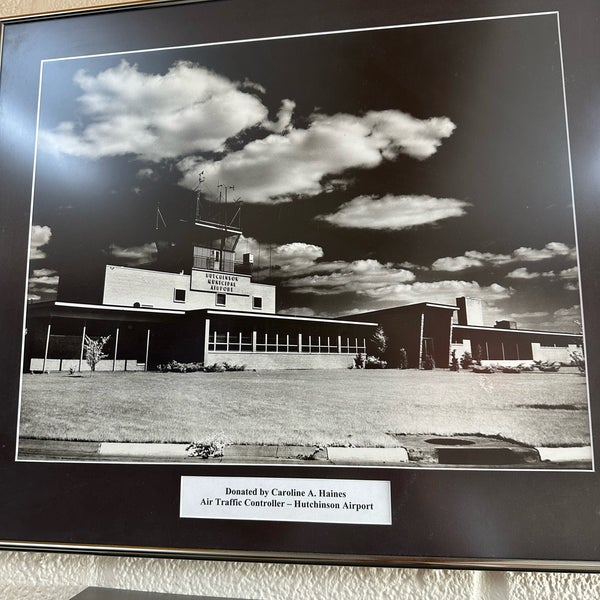 HUTCHINSON
MUNICIPAL
AIRPORT
Donated by Caroline A. Haines
Air Traffic Controller – Hutchinson Airport